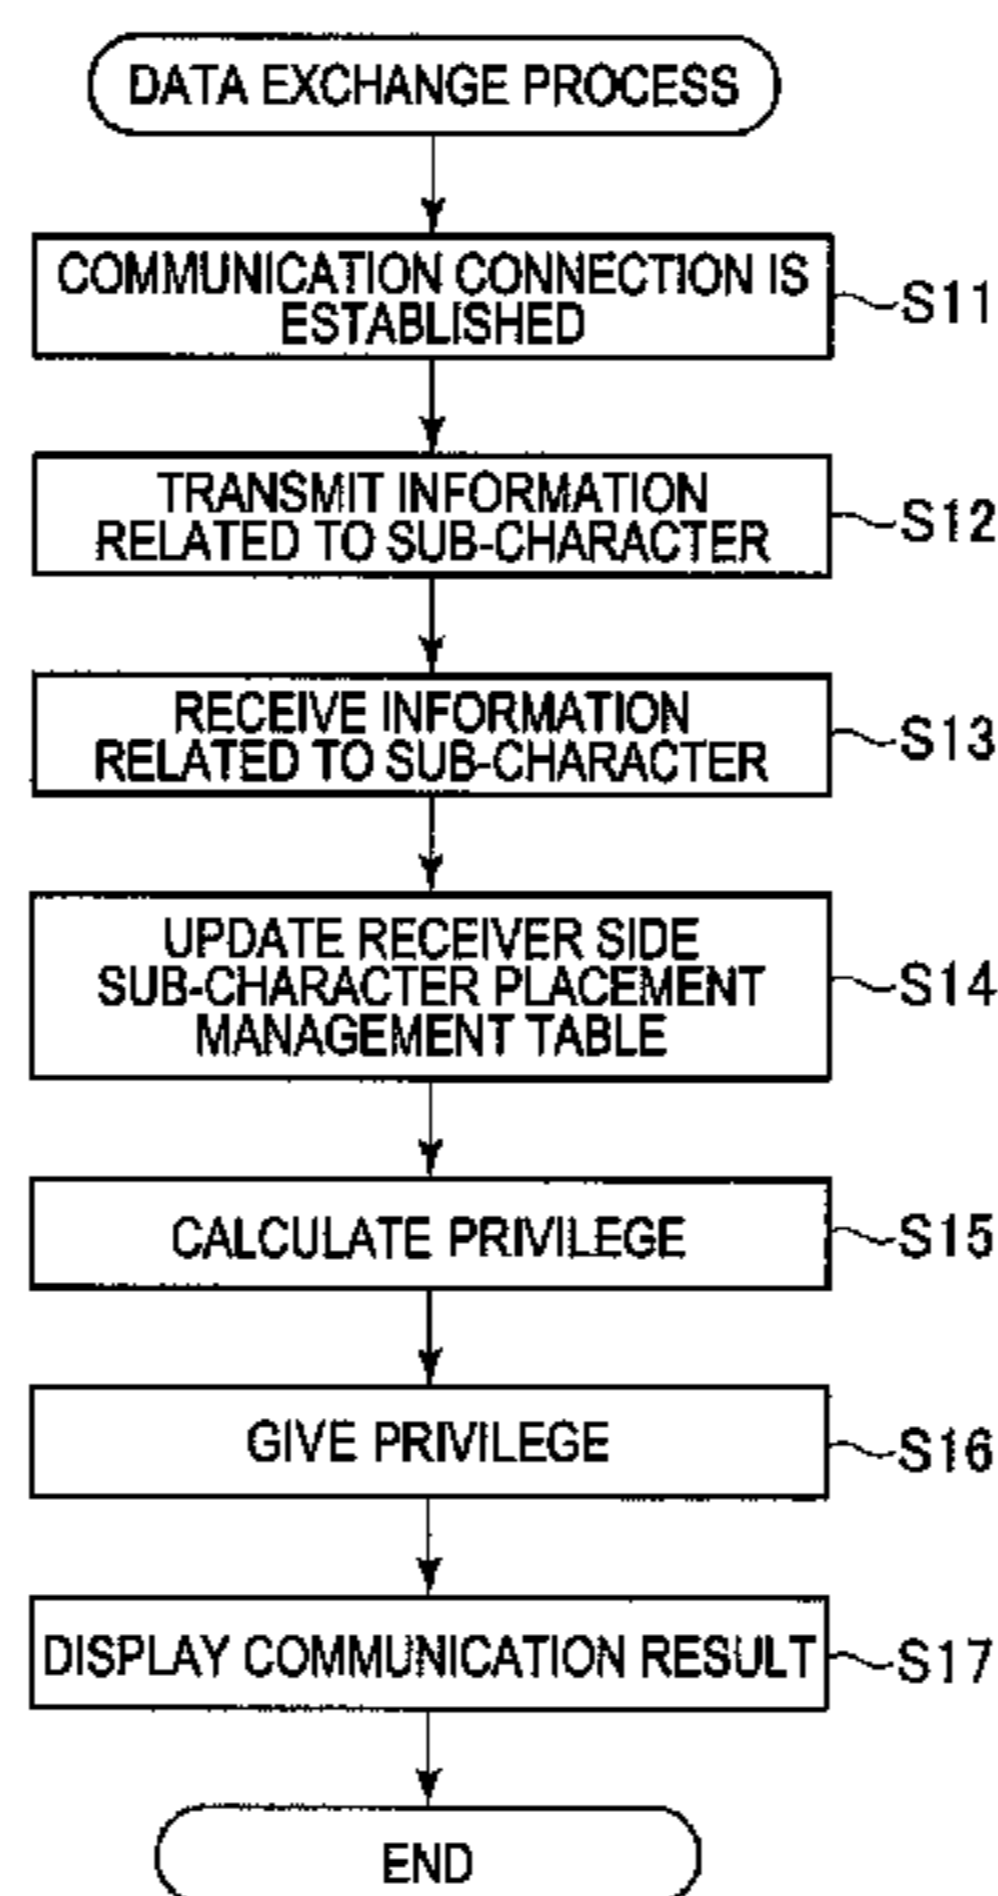 DATA EXCHANGE PROCESS
COMMUNICATION CONNECTION IS
ESTABLISHED
S11
TRANSMIT INFORMATION
RELATED TO SUB-CHARACTER
S12
RECEIVE INFORMATION
RELATED TO SUB-CHARACTER
S13
UPDATE RECEIVER SIDE
SUB-CHARACTER PLACEMENT
MANAGEMENT TABLE
S14
CALCULATE PRIVILEGE
S15
GIVE PRIVILEGE
S16
DISPLAY COMMUNICATION RESULT
S17
END